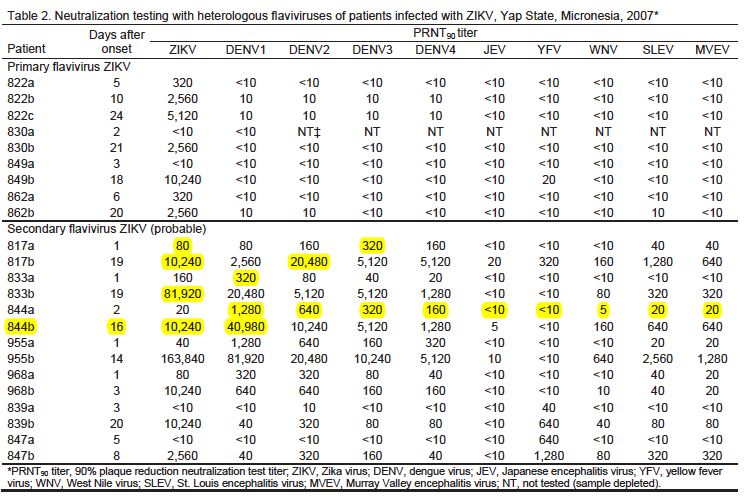 Table 2. Neutralization testing with heterologous flaviviruses of patients infected with ZIKV, Yap State, Micronesia, 2007*
Patient Days after onset PRNT90 titer
ZIKV DENV1 DENV2 DENV3 DENV4 JEV YFV WNV SLEV MVEV
Primary flavivirus ZIKV
822a 5 320 <10 <10 <10 <10 <10 <10 <10 <10 <10
822b 10 2,560 10 10 10 10 <10 <10 <10 <10 <10
822c 24 5,120 10 10 10 10 <10 <10 <10 <10 <10
830a 2 <10 <10 NT‡ NT NT NT NT NT NT NT
830b 21 2,560 <10 <10 <10 <10 <10 <10 <10 <10 <10
849a 3 <10 <10 <10 <10 <10 <10 <10 <10 <10 <10
849b 18 10,240 <10 <10 <10 <10 <10 20 <10 <10 <10
862a 6 320 <10 <10 <10 <10 <10 <10 <10 <10 <10
862b 20 2,560 10 10 <10 <10 <10 <10 <10 10 <10
Secondary flavivirus ZIKV (probable)
817a 1 80 80 160 320 160 <10 <10 <10 40 40
817b 19 10,240 2,560 20,480 5,120 5,120 20 320 160 1,280 640
833a 1 160 320 80 40 20 <10 <10 <10 <10 <10
833b 19 81,920 20,480 5,120 5,120 1,280 <10 <10 80 320 320
844a 2 20 1,280 640 320 160 <10 <10 5 20 20
844b 16 10,240 40,980 10,240 5,120 1,280 5 <10 160 640 640
955a 1 40 1,280 640 160 320 <10 <10 <10 20 20
955b 14 163,840 81,920 20,480 10,240 5,120 10 <10 640 2,560 1,280
968a 1 80 320 320 80 40 <10 <10 <10 40 20
968b 3 10,240 640 640 160 160 <10 <10 10 40 20
839a 3 <10 <10 10 <10 <10 <10 40 <10 <10 <10
839b 20 10,240 40 320 80 80 <10 640 40 80 80
847a 5 <10 <10 <10 <10 <10 <10 640 <10 <10 <10
847b 8 2,560 40 320 160 40 <10 1,280 80 320 320
*PRNT90 titer, 90% plaque reduction neutralization test titer; ZIKV, Zika virus; DENV, dengue virus; JEV, Japanese encephalitis virus; YFV, yellow fever
virus; WNV, West Nile virus; SLEV, St. Louis encephalitis virus; MVEV, Murray Valley encephalitis virus; NT, not tested (sample depleted).